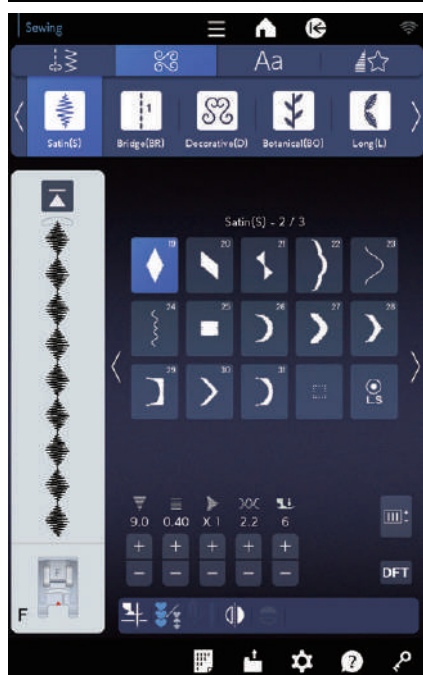 Sewing
Aa
Satin(S) Bridge(BR) Decorative(D) Botanical(BO) Long(L)
1
Satin(S) - 2 / 3
19 20 21 22 23
24 25 26 27 28
29 30 31
L.S
9.0 0.40 X 1 2.2 6
+ + + + +
− − − − −
DFT
F
F
?